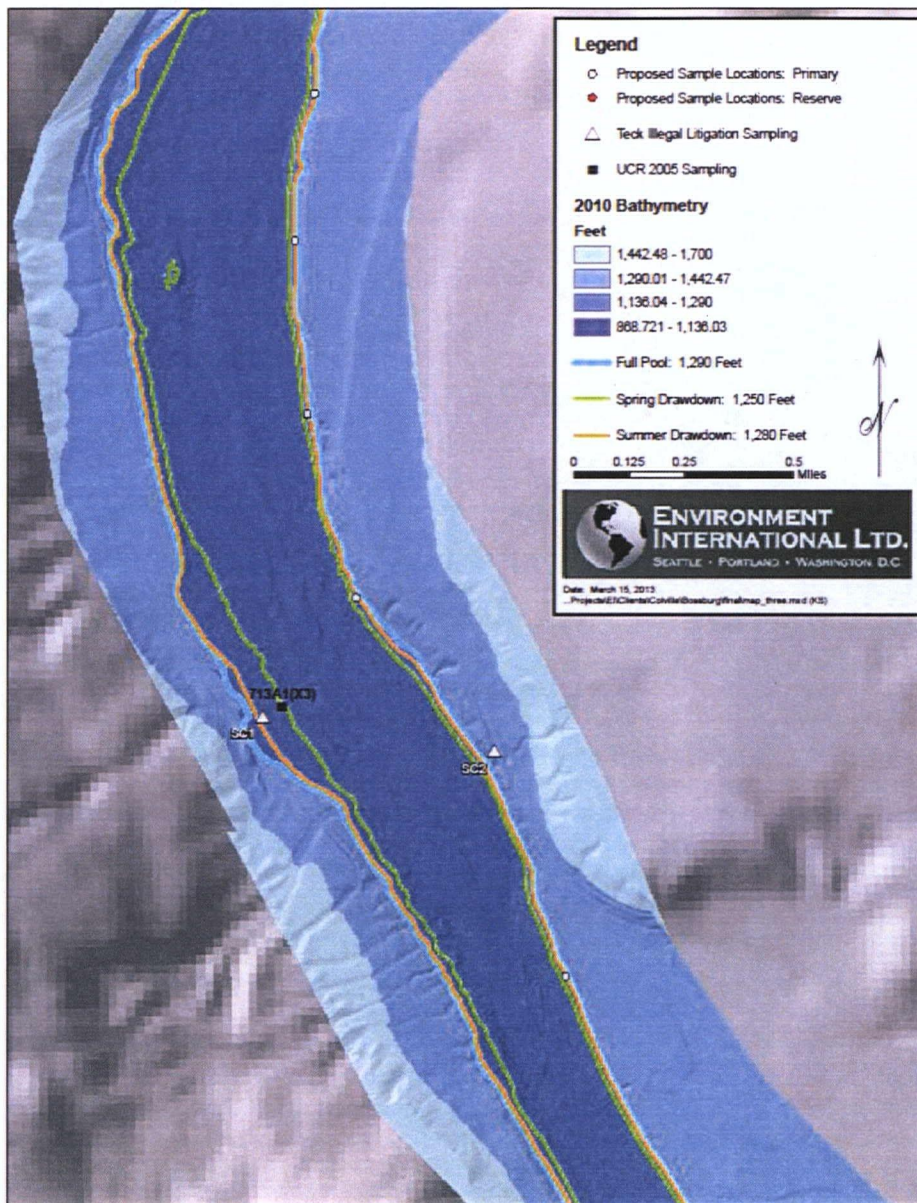 Legend
Proposed Sample Locations: Primary
Proposed Sample Locations: Reserve
Teck Illegal Litigation Sampling
UCR 2005 Sampling
2010 Bathymetry
Feet
1,442.48 - 1,700
1,290.01 - 1,442.47
1,136.04 - 1,290
868.721 - 1,136.03
Full Pool: 1,290 Feet
Spring Drawdown: 1,250 Feet
Summer Drawdown: 1,280 Feet
N
0 0.125 0.25 0.5
Miles
ENVIRONMENT
INTERNATIONAL LTD.
SEATTLE • PORTLAND • WASHINGTON D.C
Date: March 15, 2013
713A1(X3)
SC1
SC2